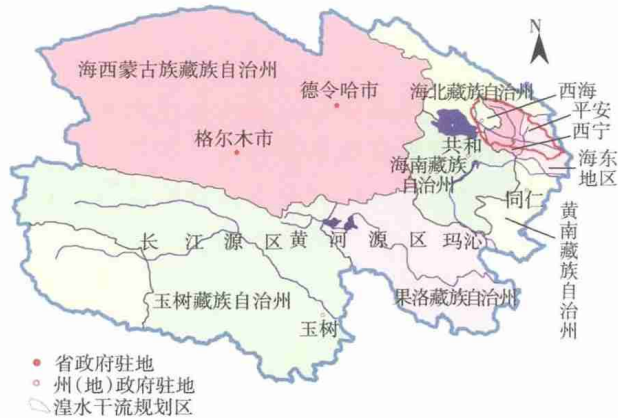 N
海西蒙古族藏族自治州
德令哈市
格尔木市
海北藏族自治州
西海
平安
西宁
海东
地区
共和
海南藏族
自治州
同仁
黄南藏族自治州
长江源区
黄河源区
玛沁
玉树藏族自治州
果洛藏族自治州
玉树
省政府驻地
州(地)政府驻地
湟水干流规划区